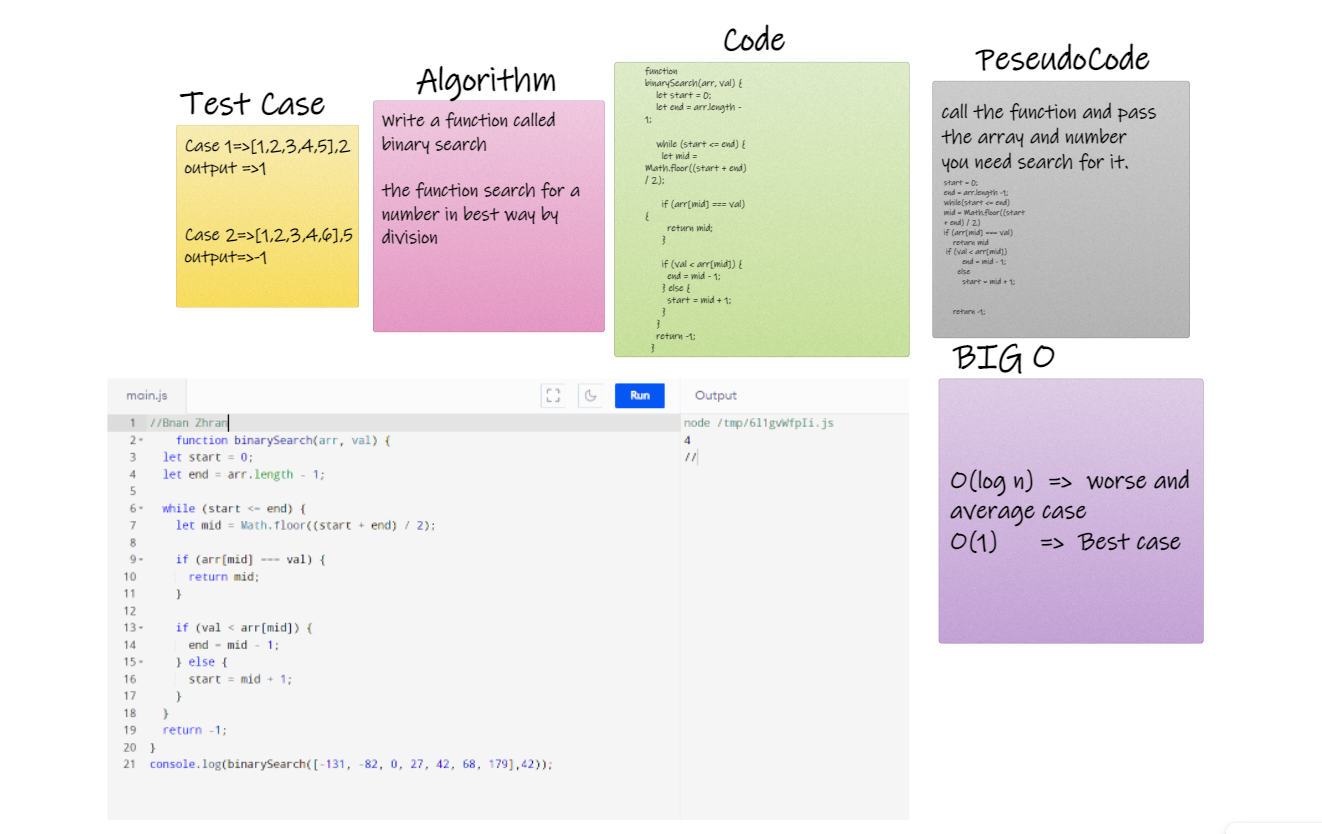 Test Case
Case 1=>[1,2,3,4,5],2
output =>1
Case 2=>[1,2,3,4,6],5
output=>-1
Algorithm
Write a function called
binary search
the function search for a
number in best way by
division
Code
function
binarySearch(arr, val) {
let start = 0;
let end = arr.length -
1;
while (start <= end) {
let mid =
Math.floor((start + end)
/ 2);
if (arr[mid] === val)
{
return mid;
}
if (val < arr[mid]) {
end = mid - 1;
} else {
start = mid + 1;
}
}
return -1;
}
PeseudoCode
call the function and pass
the array and number
you need search for it.
start = 0;
end = arr.length -1;
while(start <= end)
mid = Math.floor((start
+ end) / 2)
if (arr[mid] === val)
return mid
if (val < arr[mid])
end = mid - 1;
else
start = mid + 1;
return -1;
BIG O
O(log n) => worse and
average case
O(1) => Best case
main.js
Run
1 //Bnan Zhran
2 function binarySearch(arr, val) {
3 let start = 0;
4 let end = arr.length - 1;
5
6 while (start <= end) {
7 let mid = Math.floor((start + end) / 2);
8
9 if (arr[mid] === val) {
10 return mid;
11 }
12
13 if (val < arr[mid]) {
14 end = mid - 1;
15 } else {
16 start = mid + 1;
17 }
18 }
19 return -1;
20 }
21 console.log(binarySearch([-131, -82, 0, 27, 42, 68, 179],42));
Output
node /tmp/6l1gvWfpIi.js
4
//